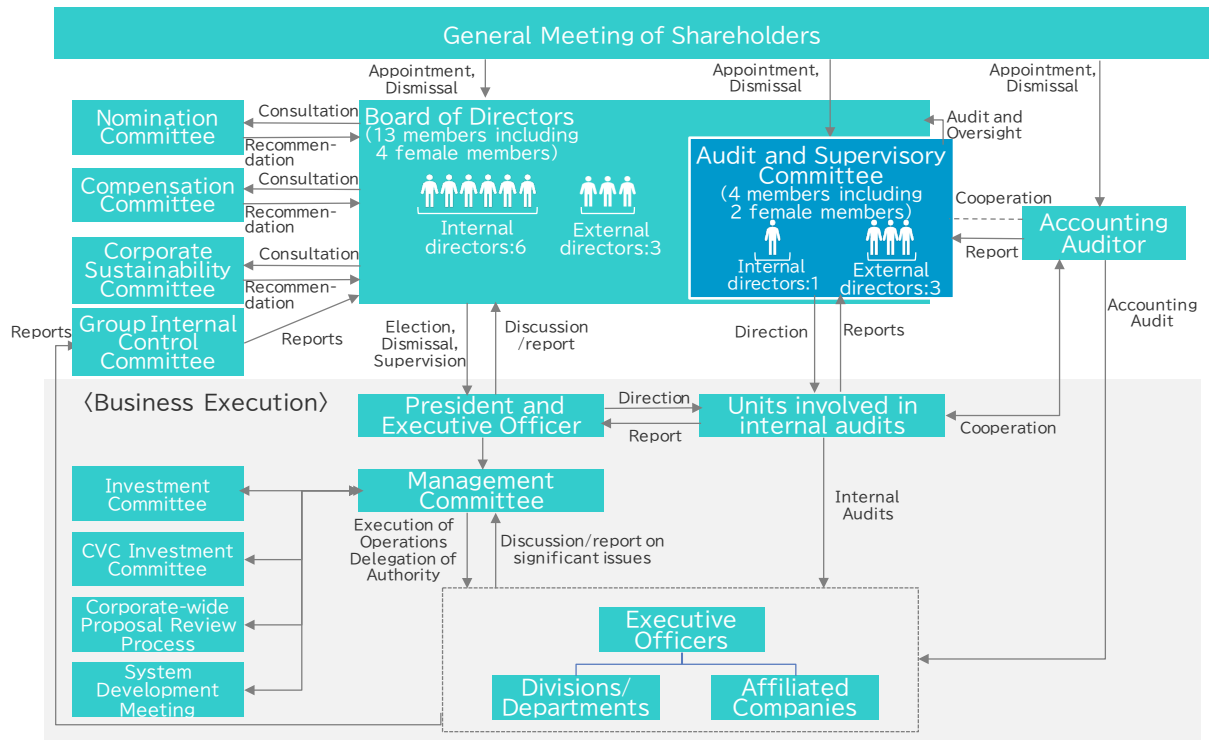 General Meeting of Shareholders
Appointment,
Dismissal
Appointment,
Dismissal
Appointment,
Dismissal
Nomination
Committee
Consultation
Recommen-
dation
Board of Directors
(13 members including
4 female members)
Internal
directors:6
External
directors:3
Audit and
Oversight
Audit and Supervisory
Committee
(4 members including
2 female members)
Internal
directors:1
External
directors:3
Cooperation
Report
Accounting
Auditor
Compensation
Committee
Consultation
Recommen-
dation
Corporate
Sustainability
Committee
Consultation
Recommen-
dation
Reports
Group Internal
Control
Committee
Reports
Election,
Dismissal,
Supervision
Discussion
/report
Direction
Reports
Accounting
Audit
〈Business Execution〉
President and
Executive Officer
Direction
Report
Units involved in
internal audits
Cooperation
Management
Committee
Investment
Committee
CVC Investment
Committee
Corporate-wide
Proposal Review
Process
System
Development
Meeting
Execution of
Operations
Delegation of
Authority
Discussion/report on
significant issues
Internal
Audits
Executive
Officers
Divisions/
Departments
Affiliated
Companies